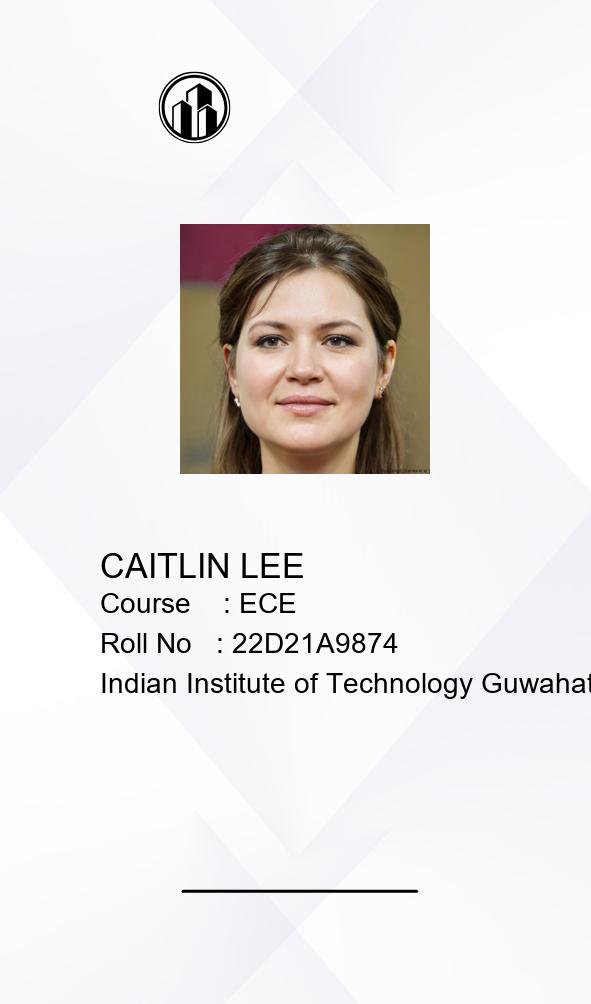 CAITLIN LEE
Course : ECE
Roll No : 22D21A9874
Indian Institute of Technology Guwahat